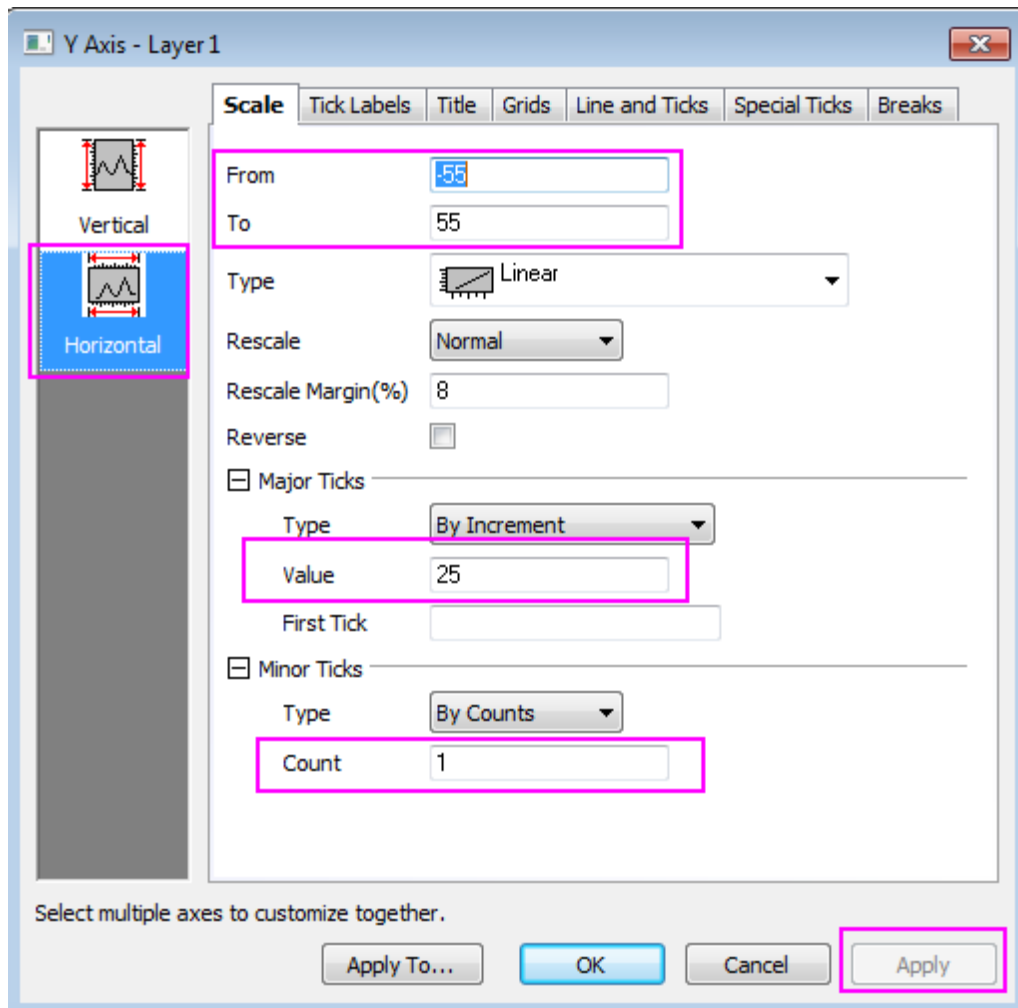 Y Axis - Layer 1
Scale Tick Labels Title Grids Line and Ticks Special Ticks Breaks
Vertical
Horizontal
From -55
To 55
Type Linear
Rescale Normal
Rescale Margin(%) 8
Reverse
Major Ticks
Type By Increment
Value 25
First Tick
Minor Ticks
Type By Counts
Count 1
Select multiple axes to customize together.
Apply To... OK Cancel Apply